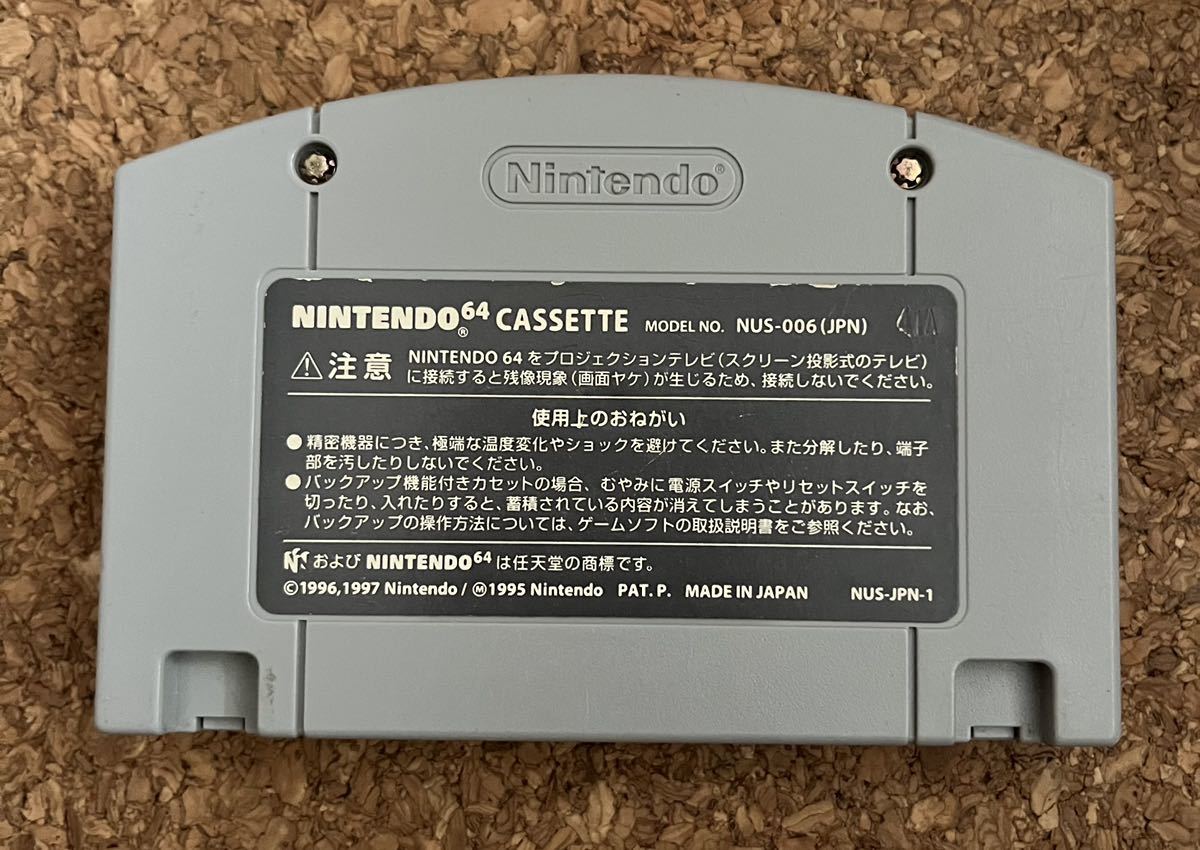 Nintendo®
NINTENDO64® CASSETTE MODEL NO. NUS-006(JPN)
⚠注意 NINTENDO 64をプロジェクションテレビ(スクリーン投影式のテレビ)
に接続すると残像現象(画面ヤケ)が生じるため、接続しないでください。
使用上のおねがい
●精密機器につき、極端な温度変化やショックを避けてください。また分解したり、端子
部を汚したりしないでください。
●バックアップ機能付きカセットの場合、むやみに電源スイッチやリセットスイッチを
切ったり、入れたりすると、蓄積されている内容が消えてしまうことがあります。なお、
バックアップの操作方法については、ゲームソフトの取扱説明書をご参照ください。
およびNINTENDO64は任天堂の商標です。
©1996,1997 Nintendo/Ⓜ1995 Nintendo PAT.P. MADE IN JAPAN NUS-JPN-1